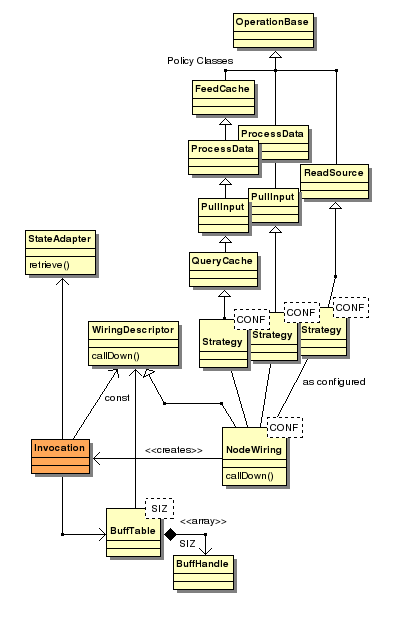 OperationBase
Policy Classes
FeedCache
ProcessData
ProcessData
ReadSource
PullInput
PullInput
StateAdapter
retrieve()
QueryCache
CONF
CONF
CONF
WiringDescriptor
callDown()
Strategy
Strategy
Strategy
as configured
const
CONF
Invocation
<<creates>>
NodeWiring
callDown()
SIZ
BuffTable
<<array>>
SIZ
BuffHandle